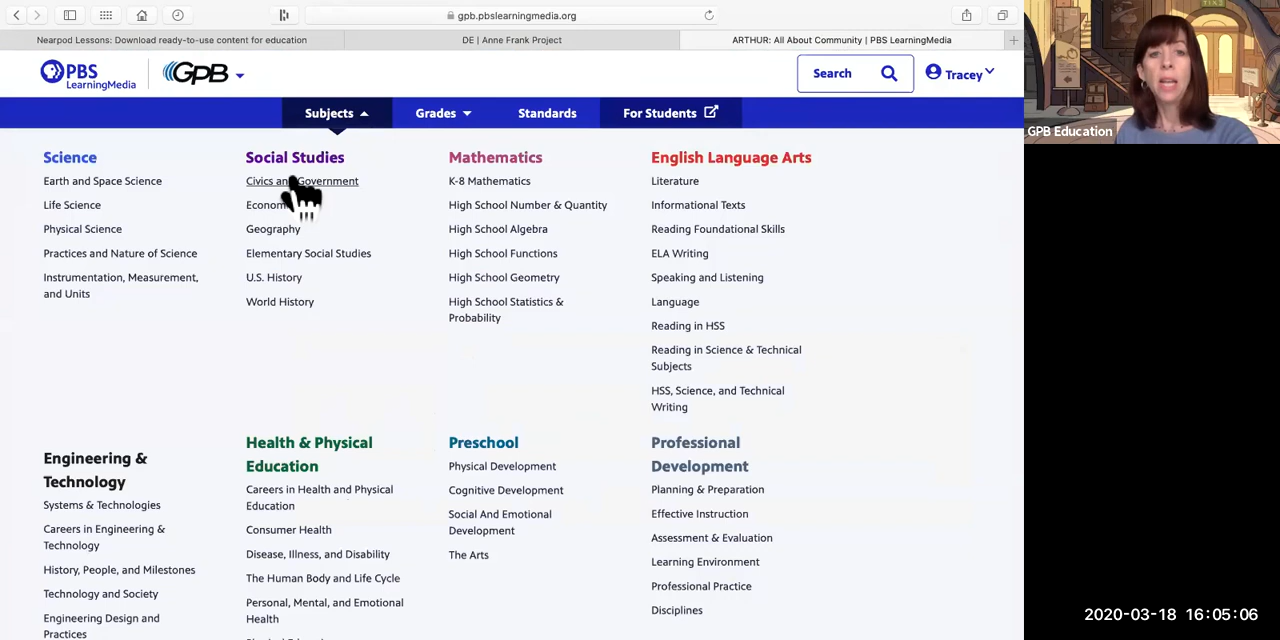 gpb.pbslearningmedia.org
Nearpod Lessons: Download ready-to-use content for education
DE | Anne Frank Project
ARTHUR: All About Community | PBS LearningMedia
PBS
LearningMedia
GPB
Search
Tracey
Subjects
Grades
Standards
For Students
GPB Education
Science
Earth and Space Science
Life Science
Physical Science
Practices and Nature of Science
Instrumentation, Measurement,
and Units
Social Studies
Civics and Government
Econom
Geography
Elementary Social Studies
U.S. History
World History
Mathematics
K-8 Mathematics
High School Number & Quantity
High School Algebra
High School Functions
High School Geometry
High School Statistics &
Probability
English Language Arts
Literature
Informational Texts
Reading Foundational Skills
ELA Writing
Speaking and Listening
Language
Reading in HSS
Reading in Science & Technical
Subjects
HSS, Science, and Technical
Writing
Engineering &
Technology
Systems & Technologies
Careers in Engineering &
Technology
History, People, and Milestones
Technology and Society
Engineering Design and
Practices
Health & Physical
Education
Careers in Health and Physical
Education
Consumer Health
Disease, Illness, and Disability
The Human Body and Life Cycle
Personal, Mental, and Emotional
Health
Preschool
Physical Development
Cognitive Development
Social And Emotional
Development
The Arts
Professional
Development
Planning & Preparation
Effective Instruction
Assessment & Evaluation
Learning Environment
Professional Practice
Disciplines
2020-03-18 16:05:06